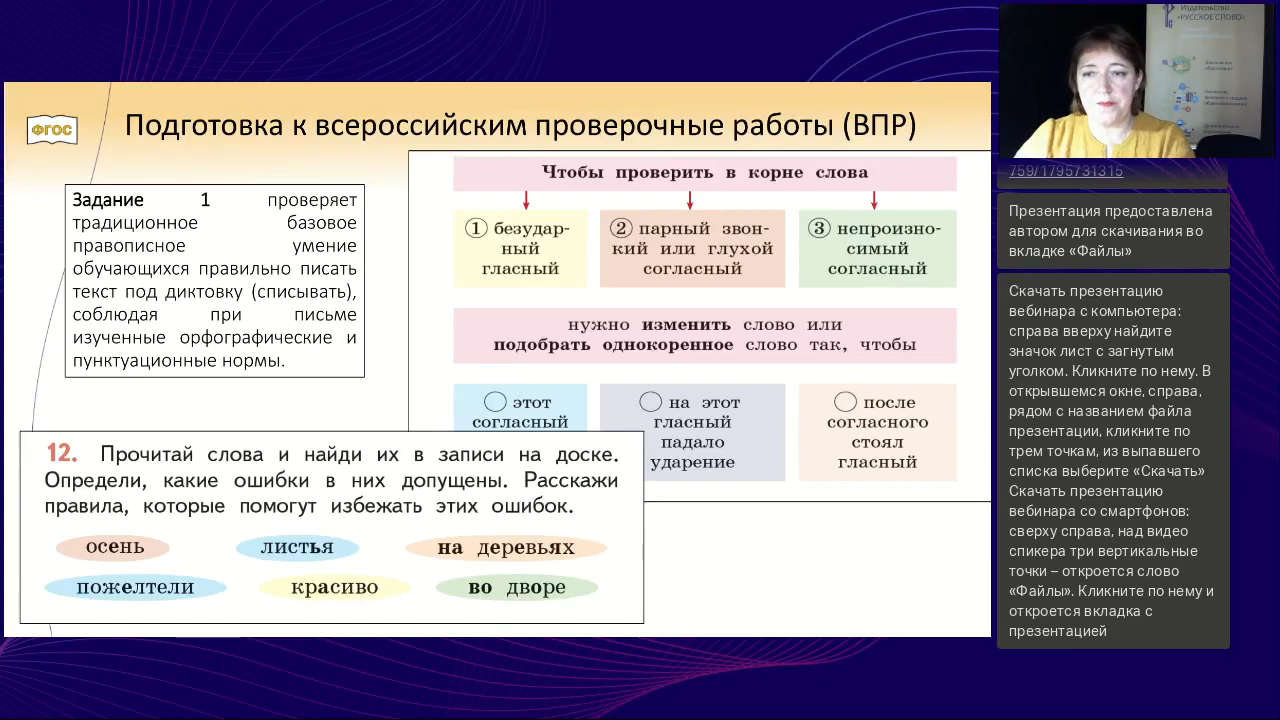 Издательство
«РУССКОЕ СЛОВО»
ФГОС
Подготовка к всероссийским проверочные работы (ВПР)
Задание 1 проверяет
традиционное базовое
правописное умение
обучающихся правильно писать
текст под диктовку (списывать),
соблюдая при письме
изученные орфографические и
пунктуационные нормы.
Чтобы проверить в корне слова
1 безудар-
ный
гласный
2 парный звон-
кий или глухой
согласный
3 непроизно-
симый
согласный
нужно изменить слово или
подобрать однокоренное слово так, чтобы
этот
согласный
на этот
гласный
падало
ударение
после
согласного
стоял
гласный
12. Прочитай слова и найди их в записи на доске.
Определи, какие ошибки в них допущены. Расскажи
правила, которые помогут избежать этих ошибок.
осень листья на деревьях
пожелтели красиво во дворе
759/1795731315
Презентация предоставлена
автором для скачивания во
вкладке «Файлы»
Скачать презентацию
вебинара с компьютера:
справа вверху найдите
значок лист с загнутым
уголком. Кликните по нему. В
открывшемся окне, справа,
рядом с названием файла
презентации, кликните по
трем точкам, из выпавшего
списка выберите «Скачать»
Скачать презентацию
вебинара со смартфонов:
сверху справа, над видео
спикера три вертикальные
точки – откроется слово
«Файлы». Кликните по нему и
откроется вкладка с
презентацией